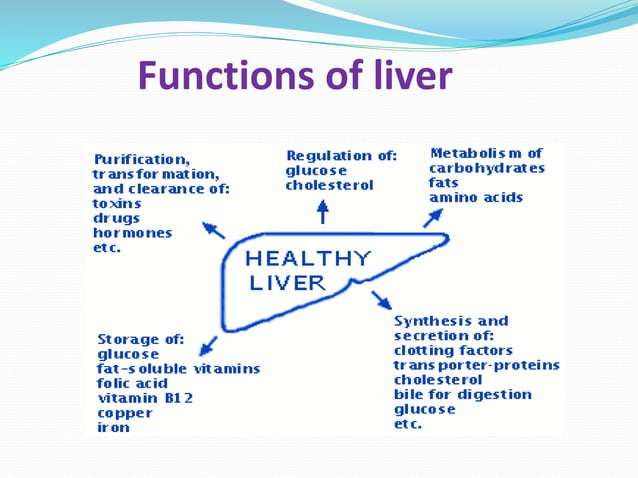 Functions of liver
Purification,
transformation,
and clearance of:
toxins
drugs
hormones
etc.
Regulation of:
glucose
cholesterol
Metabolism of
carbohydrates
fats
amino acids
HEALTHY
LIVER
Storage of:
glucose
fat-soluble vitamins
folic acid
vitamin B12
copper
iron
Synthesis and
secretion of:
clotting factors
transporter-proteins
cholesterol
bile for digestion
glucose
etc.